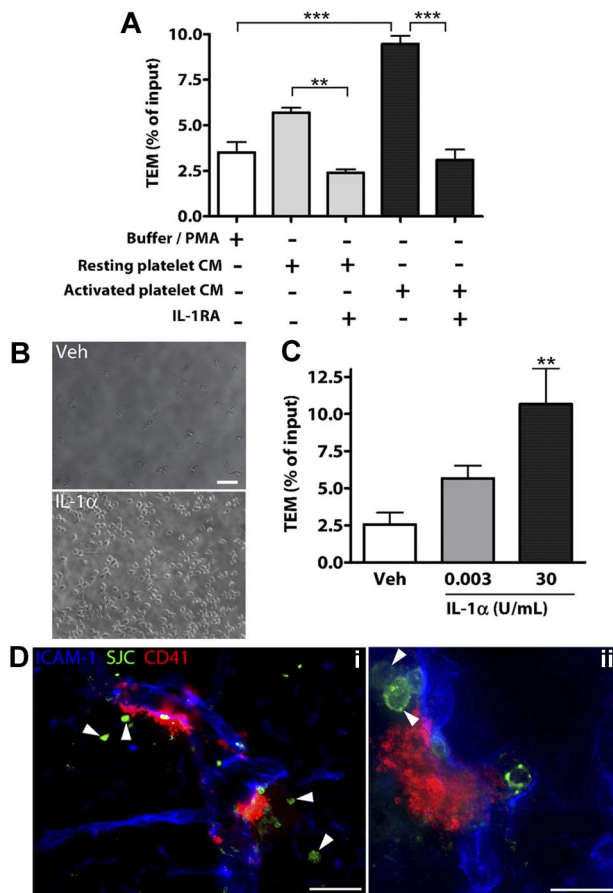 A
*** ***
**
TEM (% of input)
10.0
7.5
5.0
2.5
0.0
Buffer / PMA + - - - -
Resting platelet CM - + + - -
Activated platelet CM - - - + +
IL-1RA - - + - +
B
Veh
IL-1α
C
**
TEM (% of input)
12.5
10.0
7.5
5.0
2.5
0.0
Veh 0.003 30
IL-1α (U/mL)
D
ICAM-1 SJC CD41
i
ii